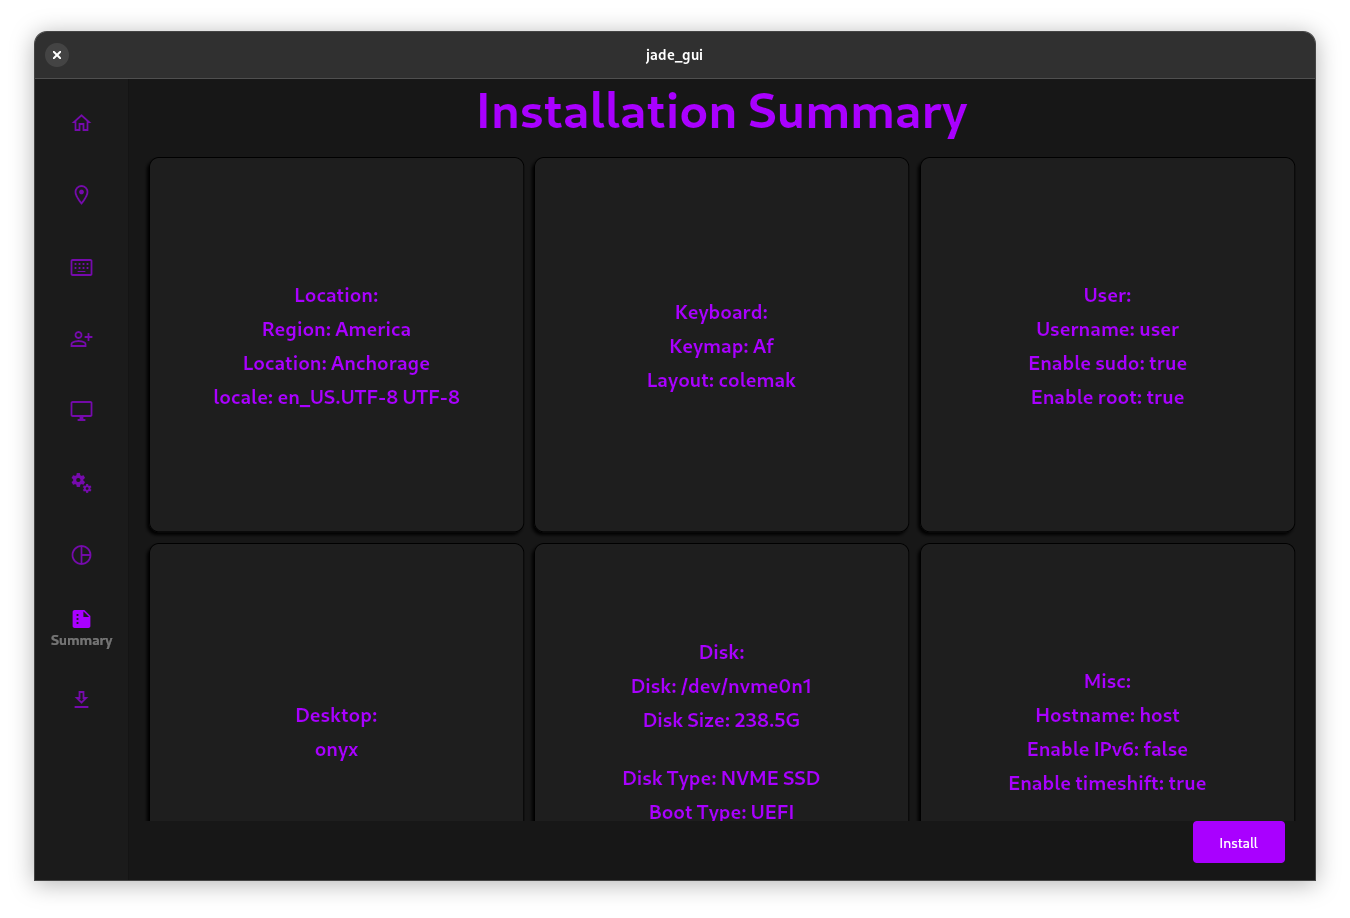 jade_gui
Installation Summary
Location:
Region: America
Location: Anchorage
locale: en_US.UTF-8 UTF-8
Keyboard:
Keymap: Af
Layout: colemak
User:
Username: user
Enable sudo: true
Enable root: true
Summary
Desktop:
onyx
Disk:
Disk: /dev/nvme0n1
Disk Size: 238.5G
Disk Type: NVME SSD
Boot Type: UEFI
Misc:
Hostname: host
Enable IPv6: false
Enable timeshift: true
Install